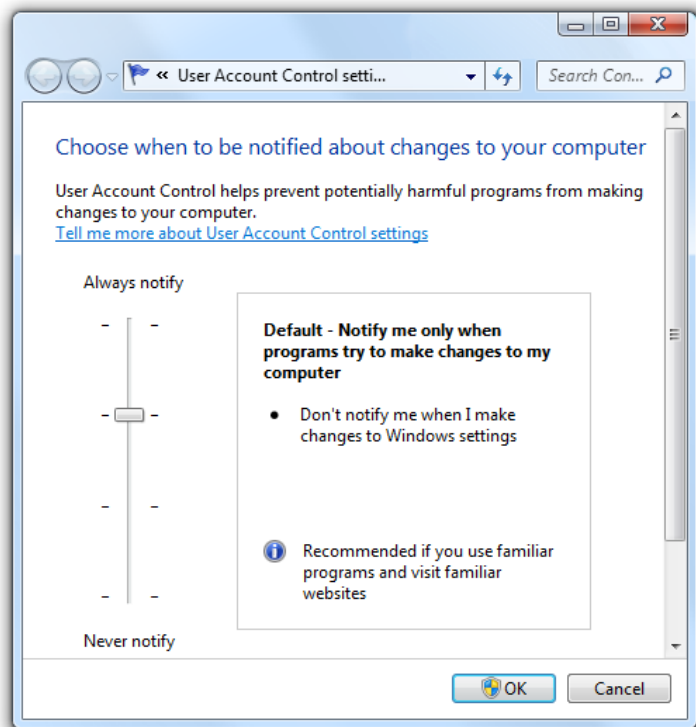 « User Account Control setti...
Search Con...
Choose when to be notified about changes to your computer
User Account Control helps prevent potentially harmful programs from making
changes to your computer.
Tell me more about User Account Control settings
Always notify
Default - Notify me only when
programs try to make changes to my
computer
• Don't notify me when I make
changes to Windows settings
Recommended if you use familiar
programs and visit familiar
websites
Never notify
OK
Cancel